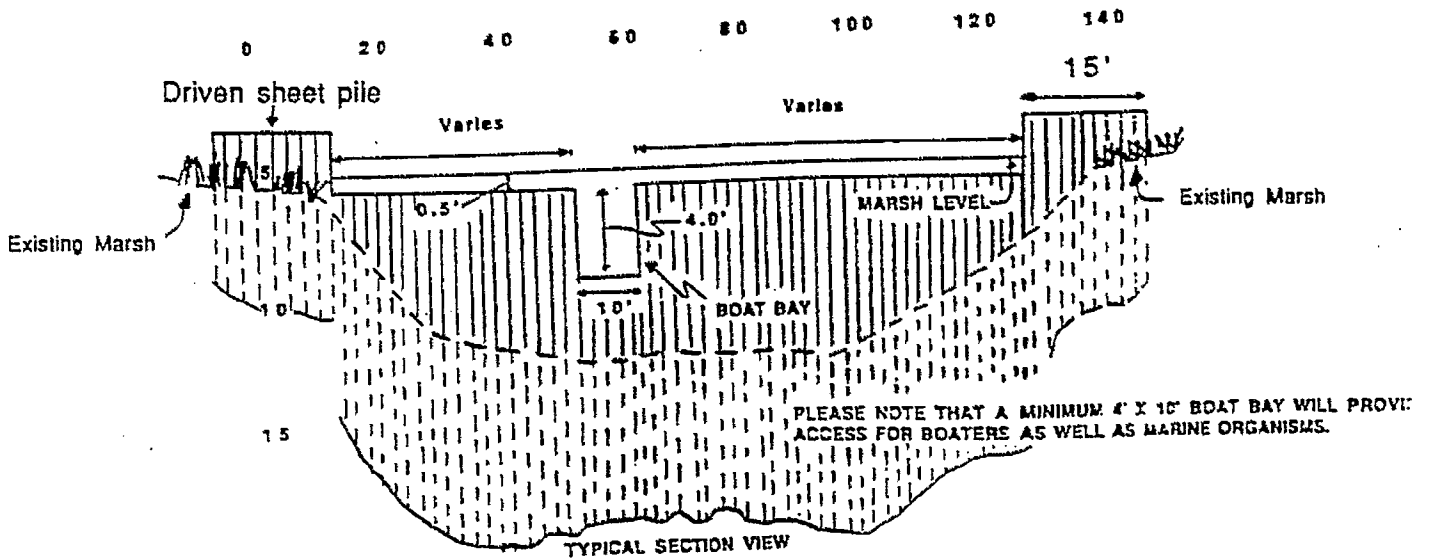 0 20 40 60 80 100 120 140
Driven sheet pile
15'
Varies
Varies
5
0.5'
4.0'
MARSH LEVEL
Existing Marsh
Existing Marsh
10
10'
BOAT BAY
15
PLEASE NOTE THAT A MINIMUM 4' X 10' BOAT BAY WILL PROVI
ACCESS FOR BOATERS AS WELL AS MARINE ORGANISMS.
TYPICAL SECTION VIEW